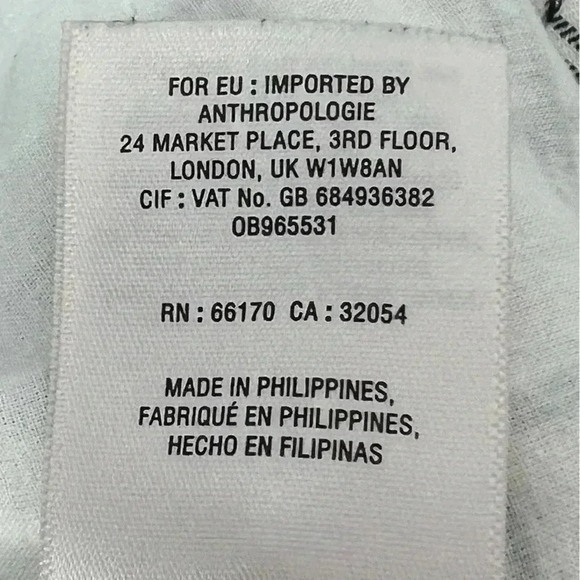 FOR EU : IMPORTED BY
ANTHROPOLOGIE
24 MARKET PLACE, 3RD FLOOR,
LONDON, UK W1W8AN
CIF : VAT No. GB 684936382
OB965531
RN : 66170 CA : 32054
MADE IN PHILIPPINES,
FABRIQUÉ EN PHILIPPINES,
HECHO EN FILIPINAS